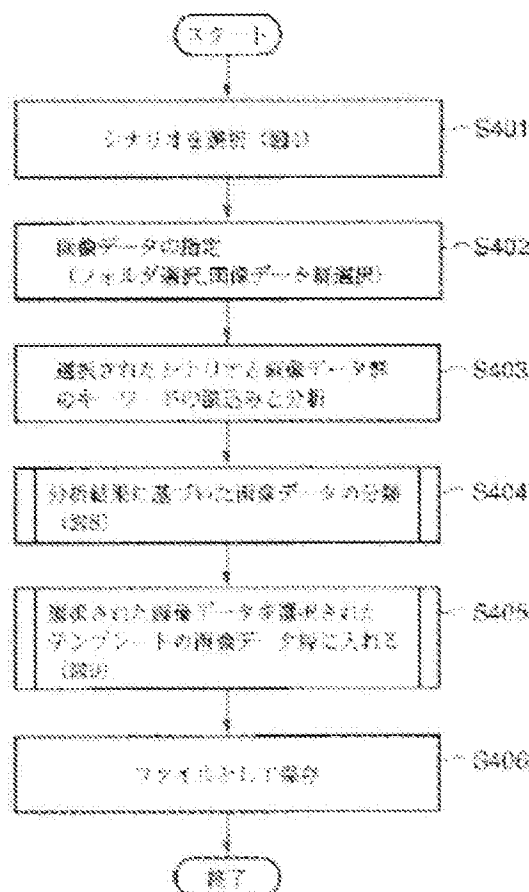 スタート
シナリオを選択
S401
画像データの指定
(フォルダ選択,画像データ群選択)
S402
選択されたシナリオと画像データ群
のキーワードの読込みと分析
S403
分析結果に基づいた画像データの分類
(図8)
S404
選択された画像データを選択された
テンプレートの画像データ枠に入れる
(図9)
S405
ファイルとして保存
S406
終了